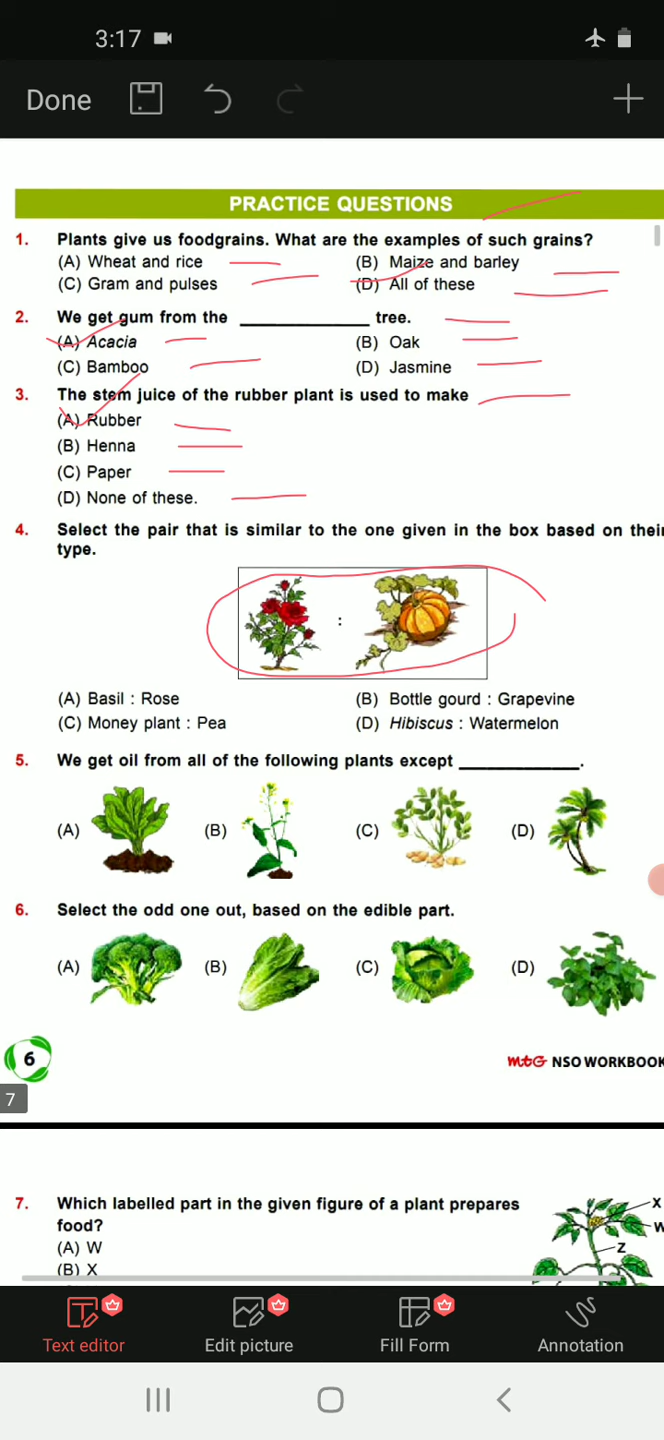 3:17
Done
PRACTICE QUESTIONS
1. Plants give us foodgrains. What are the examples of such grains?
(A) Wheat and rice (B) Maize and barley
(C) Gram and pulses (D) All of these
2. We get gum from the ____________ tree.
(A) Acacia (B) Oak
(C) Bamboo (D) Jasmine
3. The stem juice of the rubber plant is used to make
(A) Rubber
(B) Henna
(C) Paper
(D) None of these.
4. Select the pair that is similar to the one given in the box based on their
type.
:
(A) Basil : Rose (B) Bottle gourd : Grapevine
(C) Money plant : Pea (D) Hibiscus : Watermelon
5. We get oil from all of the following plants except ____________.
(A) (B) (C) (D)
6. Select the odd one out, based on the edible part.
(A) (B) (C) (D)
6 MtG NSO WORKBOOK
7
7. Which labelled part in the given figure of a plant prepares
food?
X
W
(A) W
Z
(B) X
Text editor Edit picture Fill Form Annotation